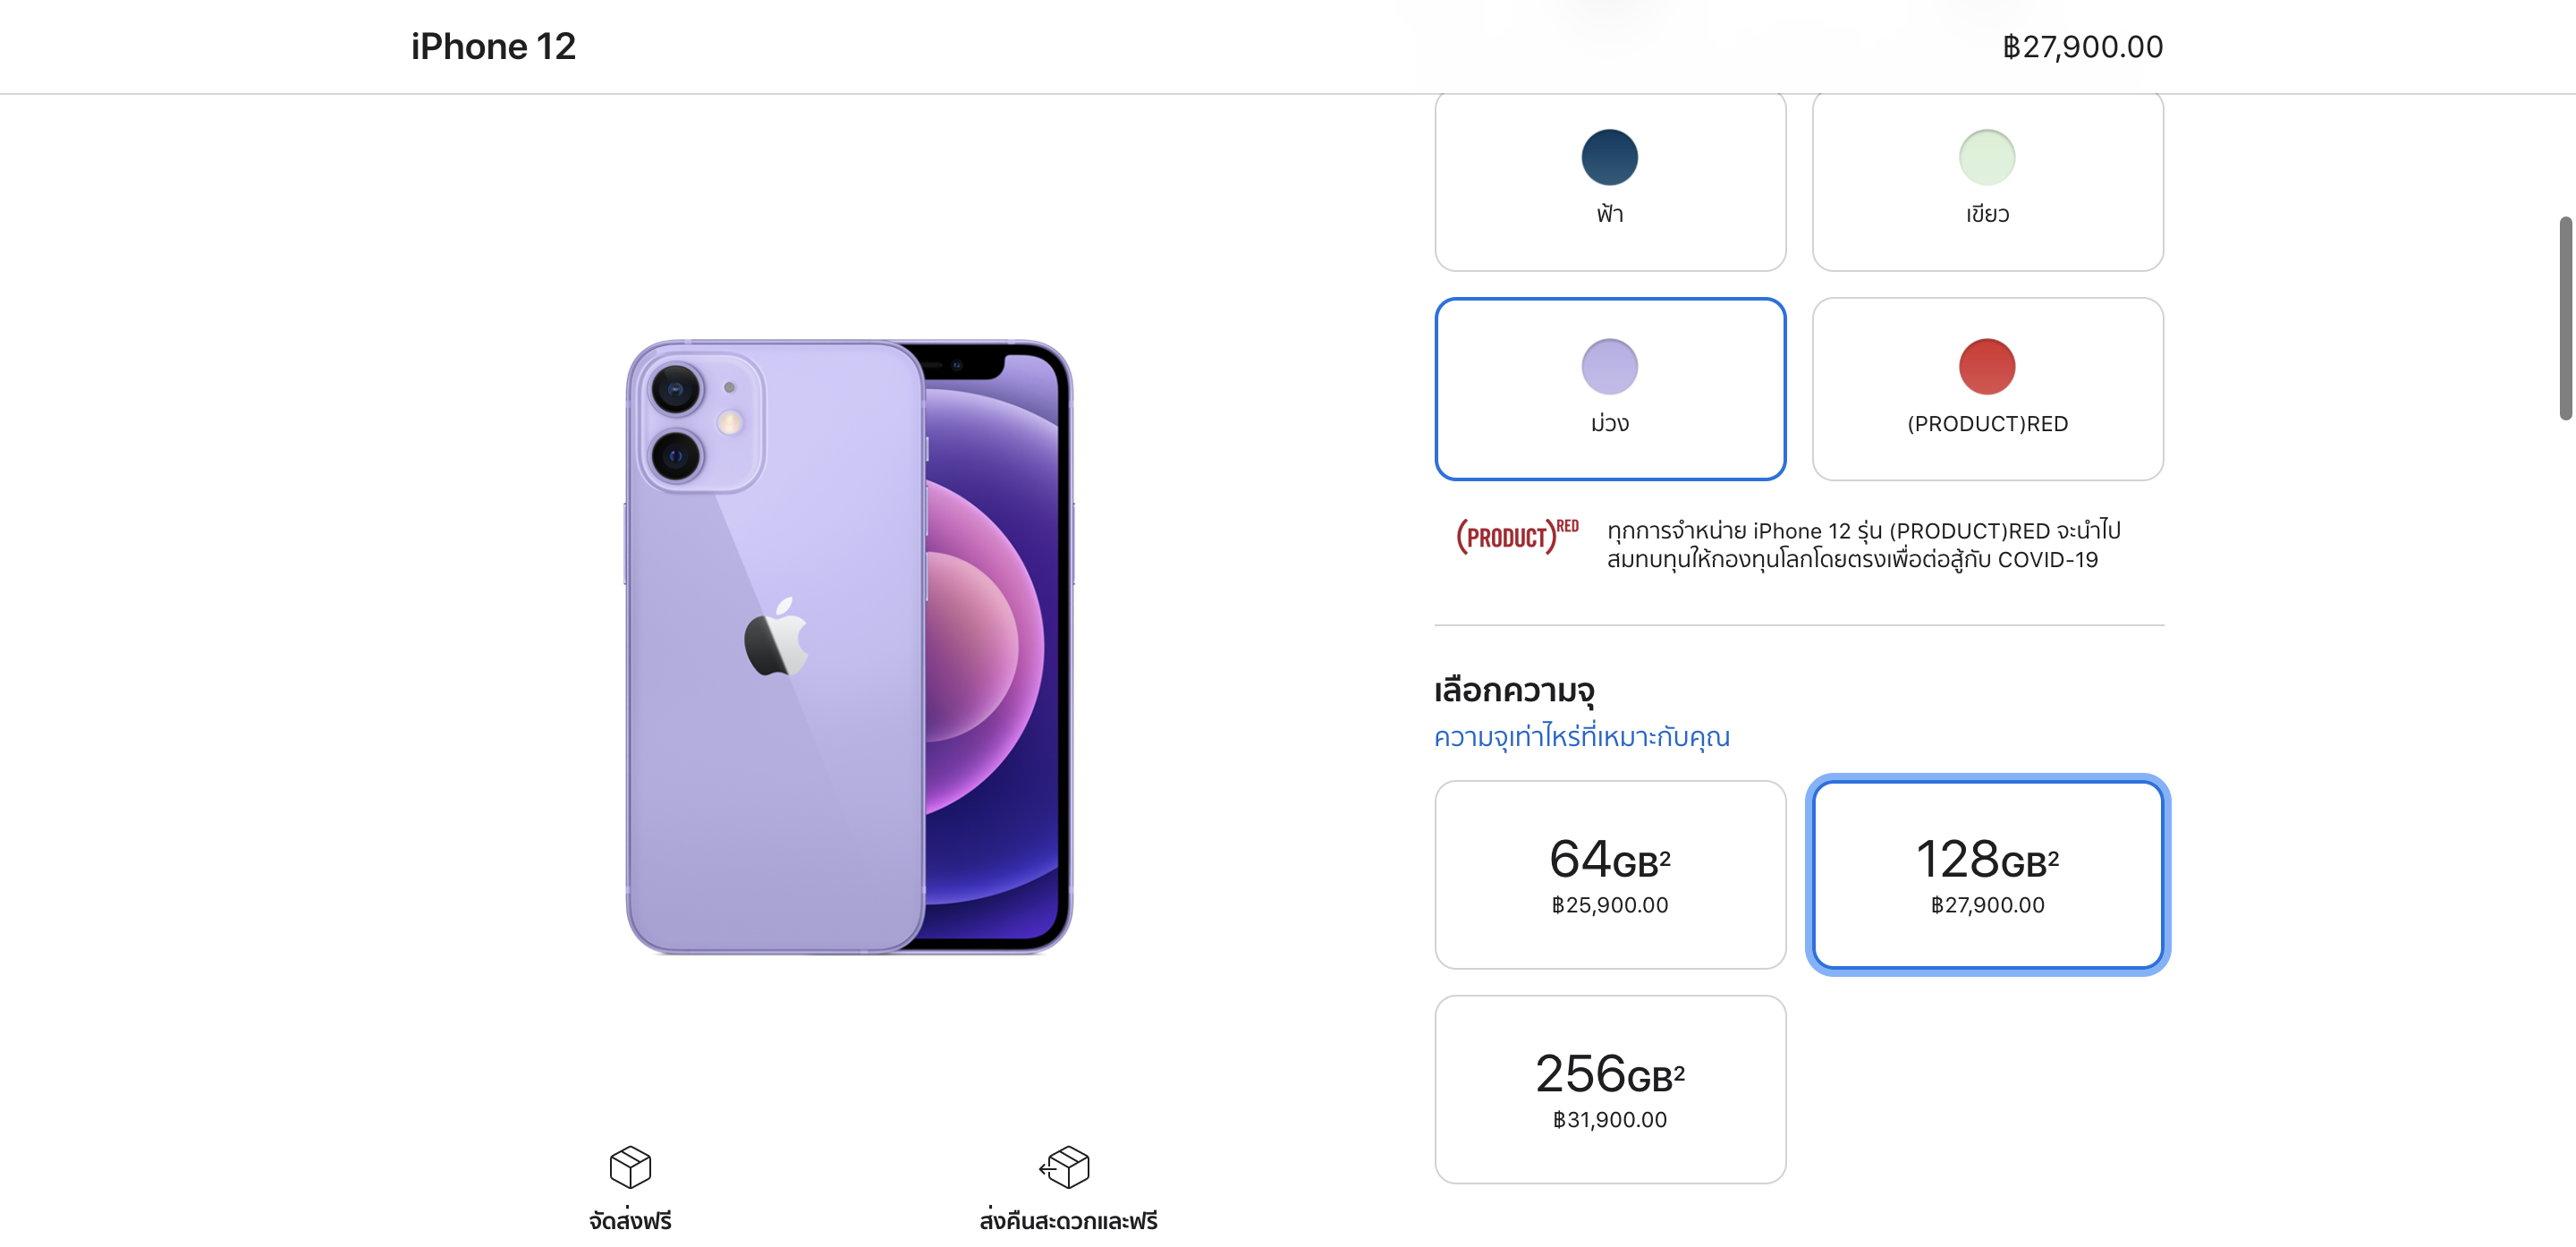 iPhone 12
฿27,900.00
ฟ้า
เขียว
ม่วง
(PRODUCT)RED
(PRODUCT)RED
ทุกการจำหน่าย iPhone 12 รุ่น (PRODUCT)RED จะนำไป
สมทบทุนให้กองทุนโลกโดยตรงเพื่อต่อสู้กับ COVID-19
เลือกความจุ
ความจุเท่าไหร่ที่เหมาะกับคุณ
64GB²
฿25,900.00
128GB²
฿27,900.00
256GB²
฿31,900.00
จัดส่งฟรี
ส่งคืนสะดวกและฟรี